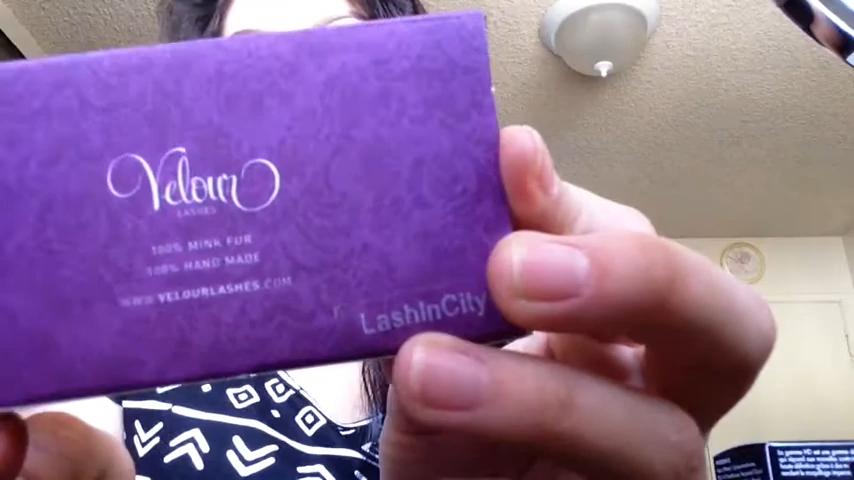 Velour
LASHES
100% MINK FUR
100% HAND MADE
WWW.VELOURLASHES.COM
LashInCity